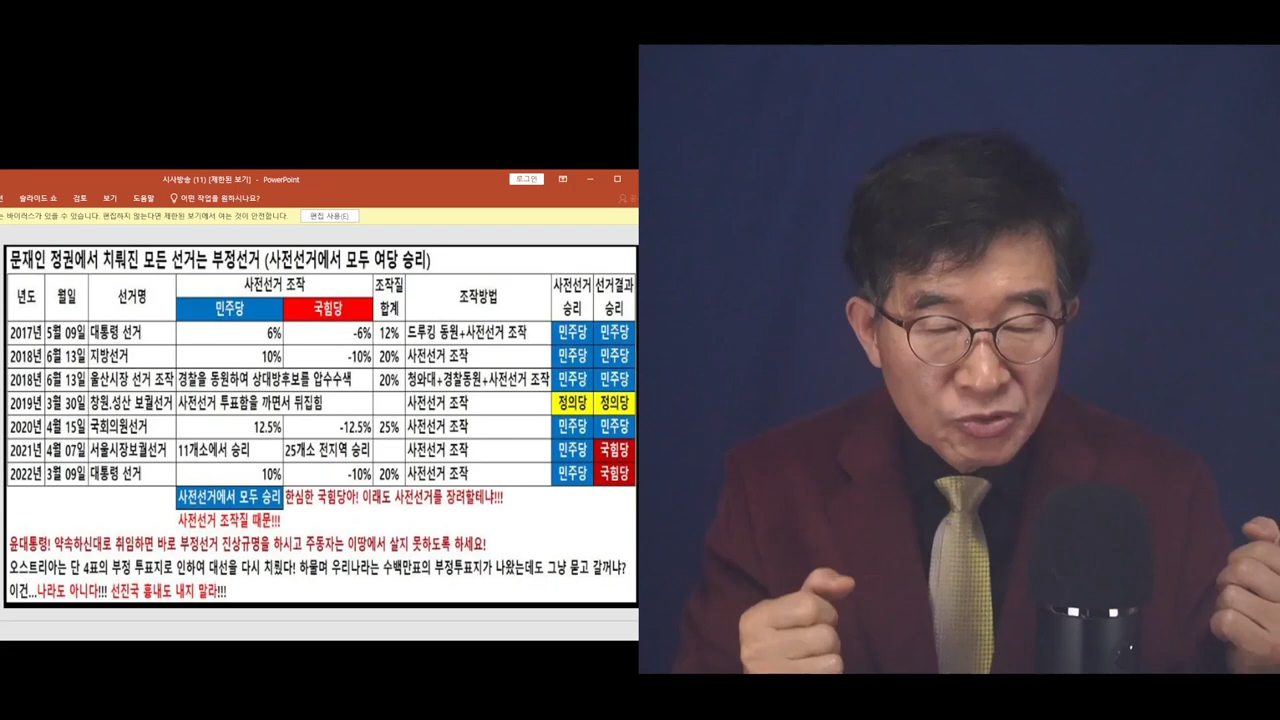 시사방송 (11) [제한된 보기] - PowerPoint
로그인
슬라이드 쇼 검토 보기 도움말 어떤 작업을 원하시나요?
는 바이러스가 있을 수 있습니다. 편집하지 않는다면 제한된 보기에서 여는 것이 안전합니다. 편집 사용(E)
문재인 정권에서 치뤄진 모든 선거는 부정선거 (사전선거에서 모두 여당 승리)
년도 월일 선거명 사전선거 조작 조작질 합계 조작방법 사전선거 승리 선거결과 승리
민주당 국힘당
2017년 5월 09일 대통령 선거 6% -6% 12% 드루킹 동원+사전선거 조작 민주당 민주당
2018년 6월 13일 지방선거 10% -10% 20% 사전선거 조작 민주당 민주당
2018년 6월 13일 울산시장 선거 조작 경찰을 동원하여 상대방후보를 압수수색 20% 청와대+경찰동원+사전선거 조작 민주당 민주당
2019년 3월 30일 창원.성산 보궐선거 사전선거 투표함을 까면서 뒤집힘 사전선거 조작 정의당 정의당
2020년 4월 15일 국회의원선거 12.5% -12.5% 25% 사전선거 조작 민주당 민주당
2021년 4월 07일 서울시장보궐선거 11개소에서 승리 25개소 전지역 승리 사전선거 조작 민주당 국힘당
2022년 3월 09일 대통령 선거 10% -10% 20% 사전선거 조작 민주당 국힘당
사전선거에서 모두 승리 한심한 국힘당아! 이래도 사전선거를 장려할테냐!!!
사전선거 조작질 때문!!!
윤대통령! 약속하신대로 취임하면 바로 부정선거 진상규명을 하시고 주동자는 이땅에서 살지 못하도록 하세요!
오스트리아는 단 4표의 부정 투표지로 인하여 대선을 다시 치뤘다! 하물며 우리나라는 수백만표의 부정투표지가 나왔는데도 그냥 묻고 갈꺼냐?
이건...나라도 아니다!!! 선진국 흉내도 내지 말라!!!